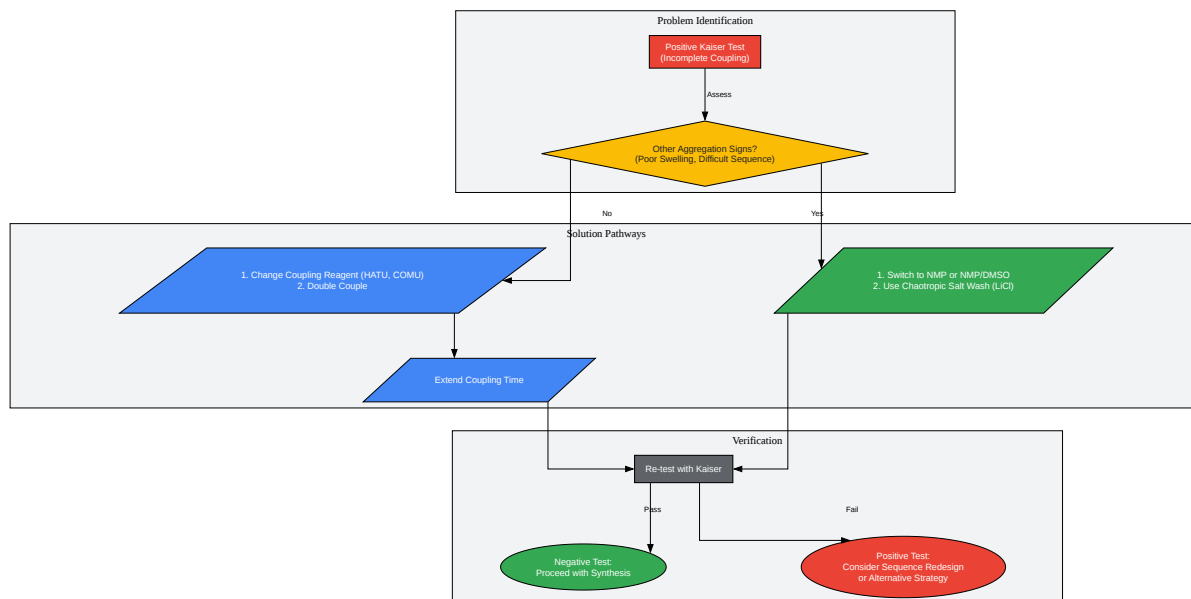 Problem Identification
Positive Kaiser Test
(Incomplete Coupling)
Assess
Other Aggregation Signs?
(Poor Swelling, Difficult Sequence)
No
Yes
Solution Pathways
1. Change Coupling Reagent (HATU, COMU)
2. Double Couple
1. Switch to NMP or NMP/DMSO
2. Use Chaotropic Salt Wash (LiCl)
Extend Coupling Time
Verification
Re-test with Kaiser
Pass
Fail
Negative Test:
Proceed with Synthesis
Positive Test:
Consider Sequence Redesign
or Alternative Strategy